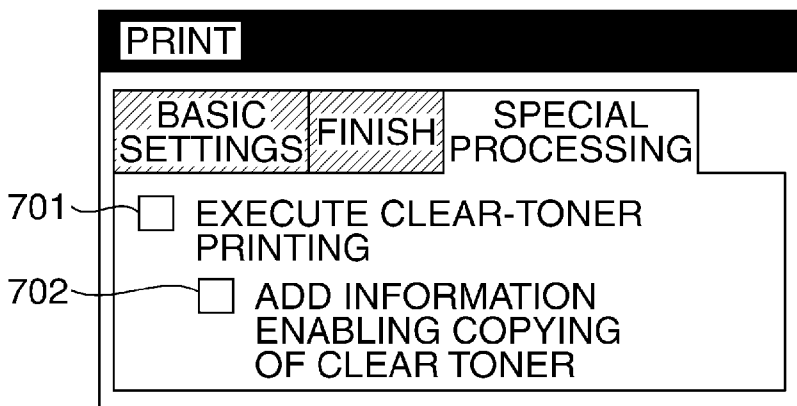 PRINT
BASIC SETTINGS
FINISH
SPECIAL PROCESSING
701
EXECUTE CLEAR-TONER
PRINTING
702
ADD INFORMATION
ENABLING COPYING
OF CLEAR TONER